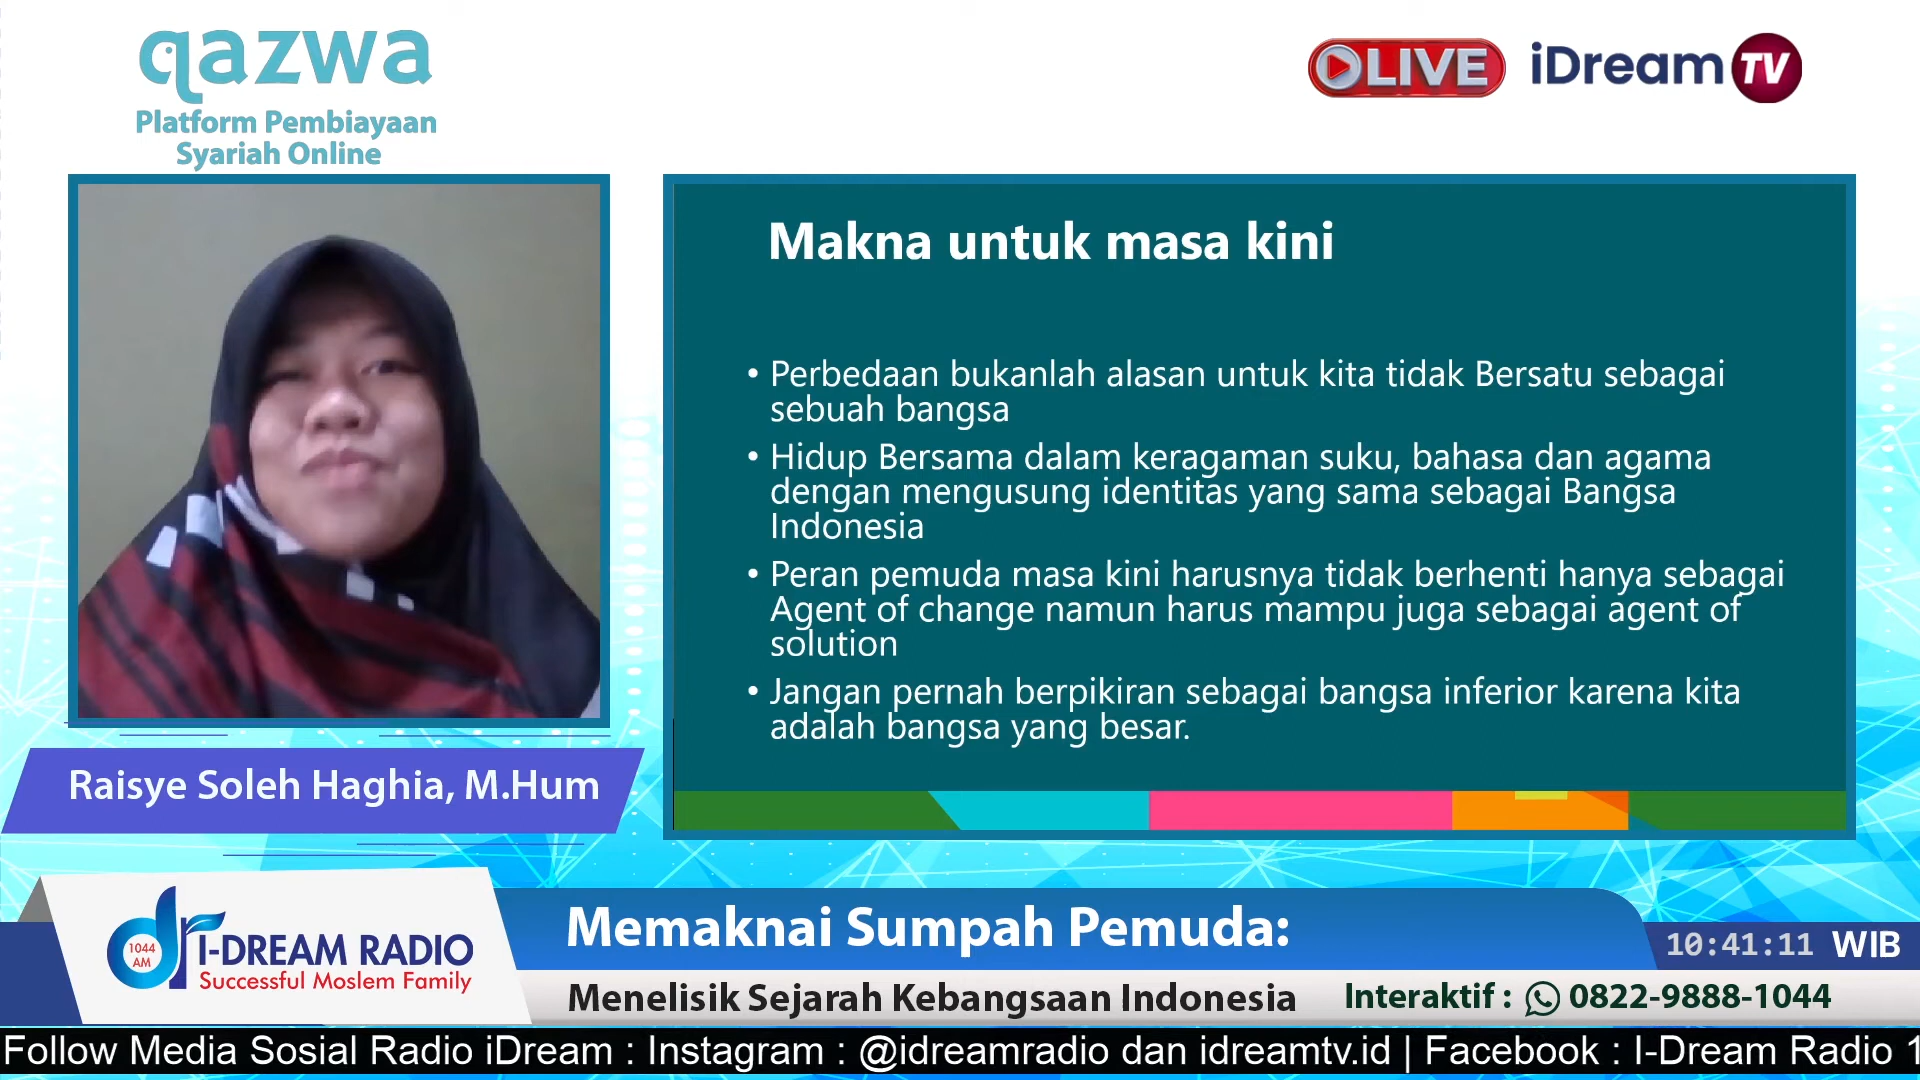 qazwa
Platform Pembiayaan
Syariah Online
LIVE
iDream TV
Makna untuk masa kini
• Perbedaan bukanlah alasan untuk kita tidak Bersatu sebagai
sebuah bangsa
• Hidup Bersama dalam keragaman suku, bahasa dan agama
dengan mengusung identitas yang sama sebagai Bangsa
Indonesia
• Peran pemuda masa kini harusnya tidak berhenti hanya sebagai
Agent of change namun harus mampu juga sebagai agent of
solution
• Jangan pernah berpikiran sebagai bangsa inferior karena kita
adalah bangsa yang besar.
Raisye Soleh Haghia, M.Hum
dr
1044
AM
I-DREAM RADIO
Successful Moslem Family
Memaknai Sumpah Pemuda:
10:41:11 WIB
Menelisik Sejarah Kebangsaan Indonesia
Interaktif : 0822-9888-1044
Follow Media Sosial Radio iDream : Instagram : @idreamradio dan idreamtv.id | Facebook : I-Dream Radio 1